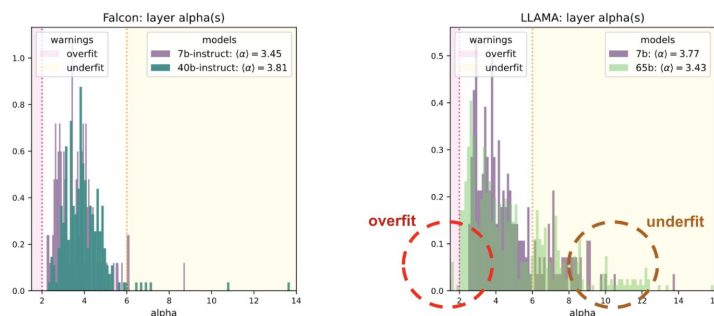 Falcon: layer alpha(s)
warnings
overfit
underfit
models
7b-instruct: ⟨α⟩ = 3.45
40b-instruct: ⟨α⟩ = 3.81
1.0
0.8
0.6
0.4
0.2
0.0
2 4 6 8 10 12 14
alpha
LLAMA: layer alpha(s)
warnings
overfit
underfit
models
7b: ⟨α⟩ = 3.77
65b: ⟨α⟩ = 3.43
0.5
0.4
0.3
0.2
0.1
0.0
overfit
underfit
2 4 6 8 10 12 14
alpha